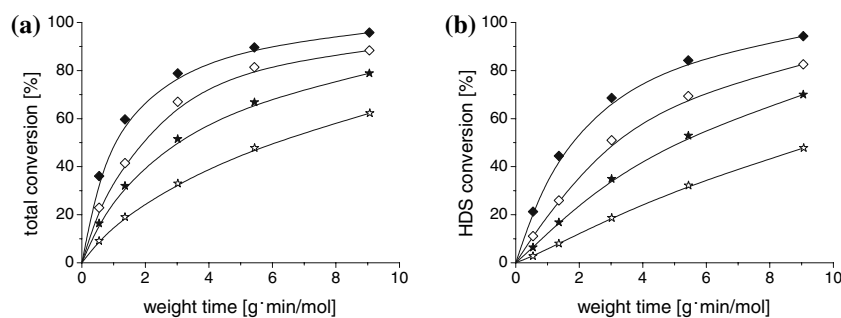 (a)
total conversion [%]
100
80
60
40
20
0
0 2 4 6 8 10
weight time [g·min/mol]
(b)
HDS conversion [%]
100
80
60
40
20
0
0 2 4 6 8 10
weight time [g·min/mol]